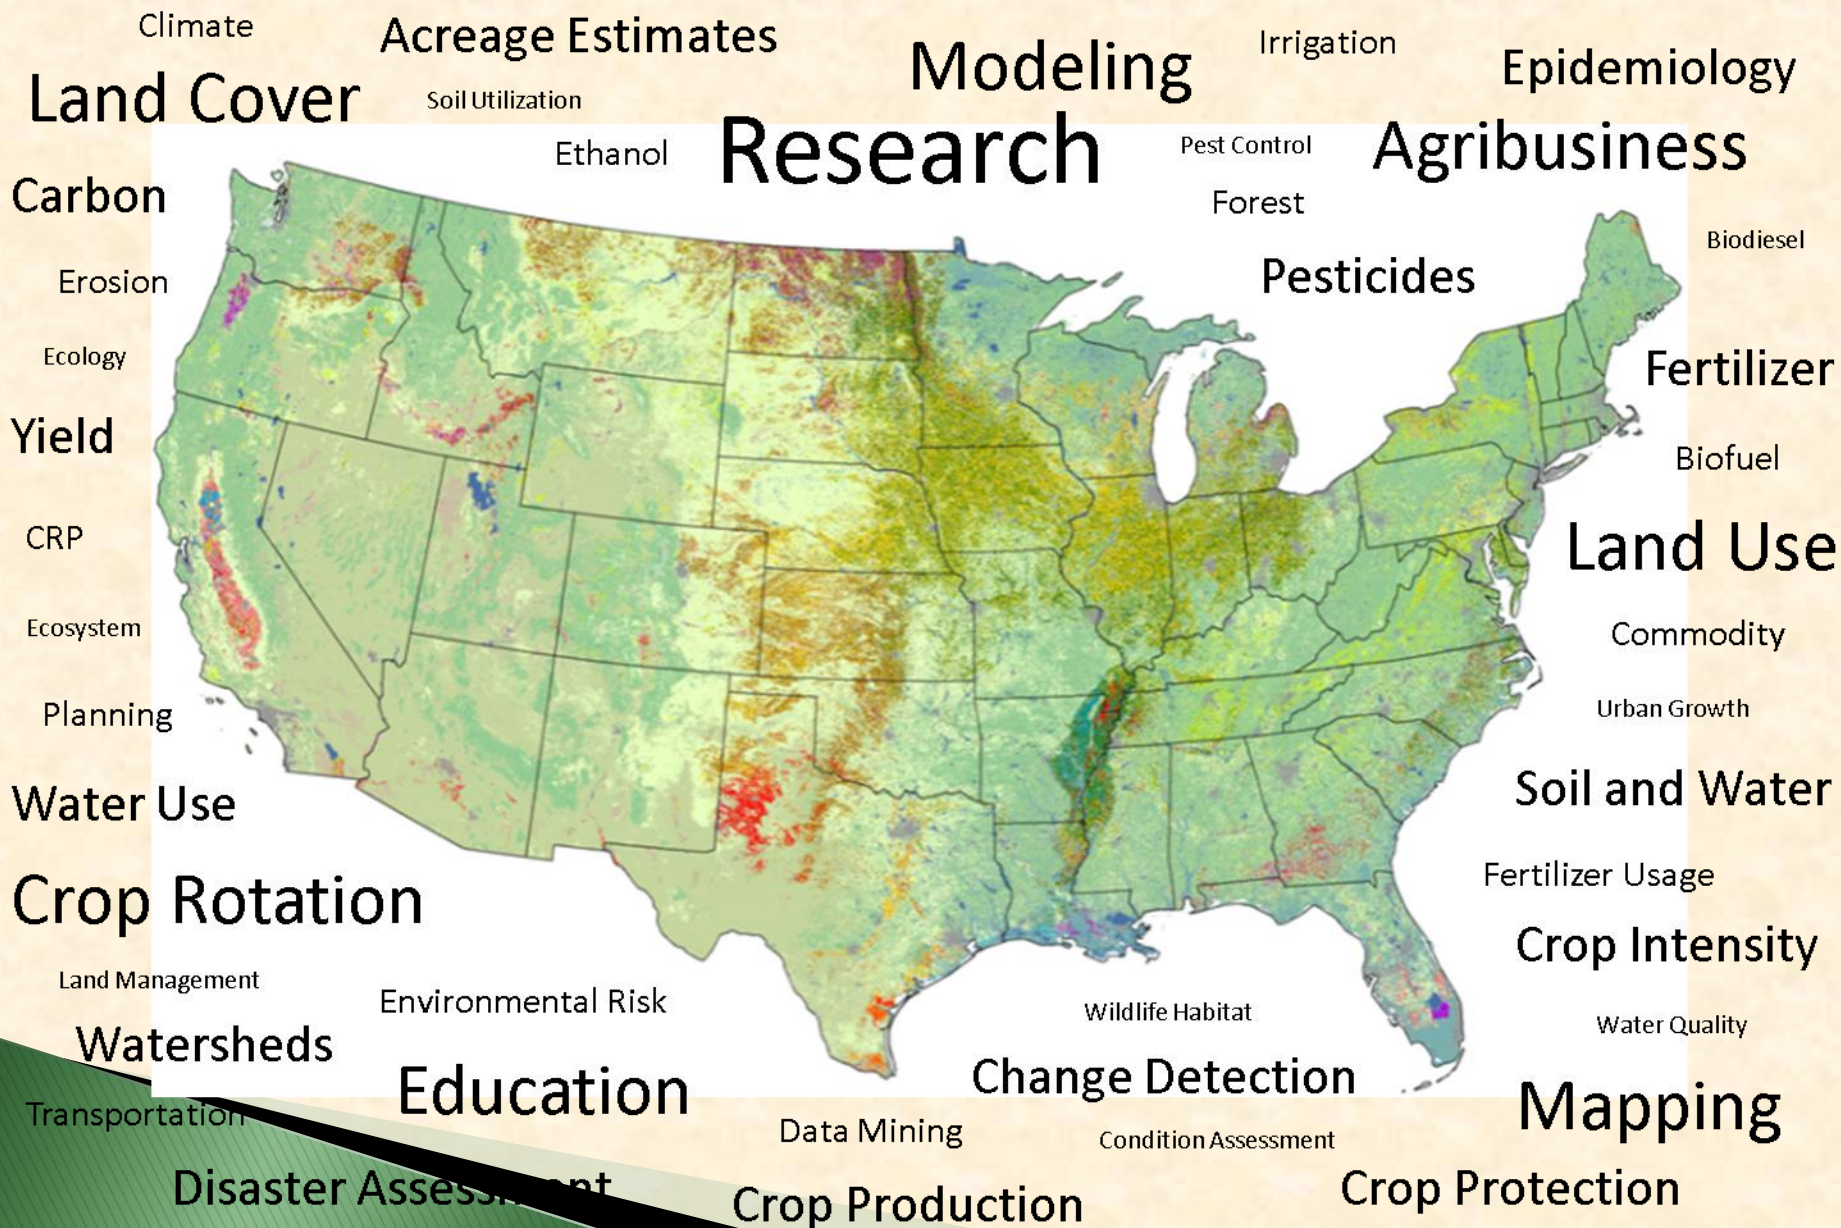 Climate
Acreage Estimates
Modeling
Irrigation
Epidemiology
Land Cover
Soil Utilization
Ethanol
Research
Pest Control
Agribusiness
Carbon
Forest
Biodiesel
Erosion
Pesticides
Ecology
Fertilizer
Yield
Biofuel
CRP
Land Use
Ecosystem
Commodity
Planning
Urban Growth
Water Use
Soil and Water
Crop Rotation
Fertilizer Usage
Crop Intensity
Land Management
Environmental Risk
Wildlife Habitat
Water Quality
Watersheds
Education
Change Detection
Mapping
Transportation
Data Mining
Condition Assessment
Disaster Assessment
Crop Production
Crop Protection